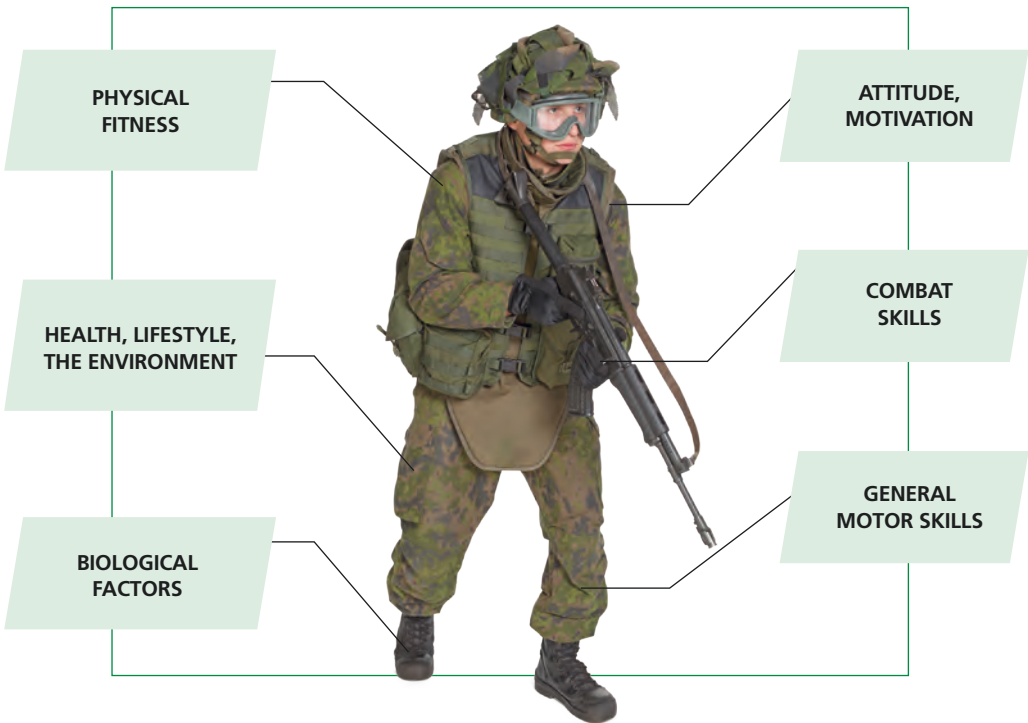 PHYSICAL
FITNESS
HEALTH, LIFESTYLE,
THE ENVIRONMENT
BIOLOGICAL
FACTORS
ATTITUDE,
MOTIVATION
COMBAT
SKILLS
GENERAL
MOTOR SKILLS